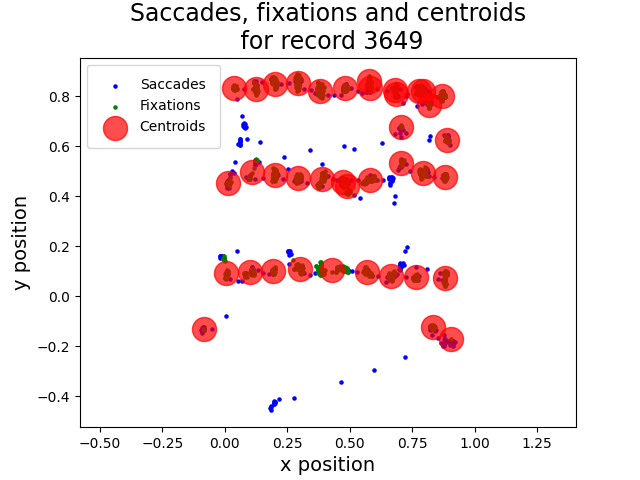 Saccades, fixations and centroids
for record 3649
Saccades
Fixations
Centroids
y position
0.8
0.6
0.4
0.2
0.0
−0.2
−0.4
−0.50
−0.25
0.00
0.25
0.50
0.75
1.00
1.25
x position